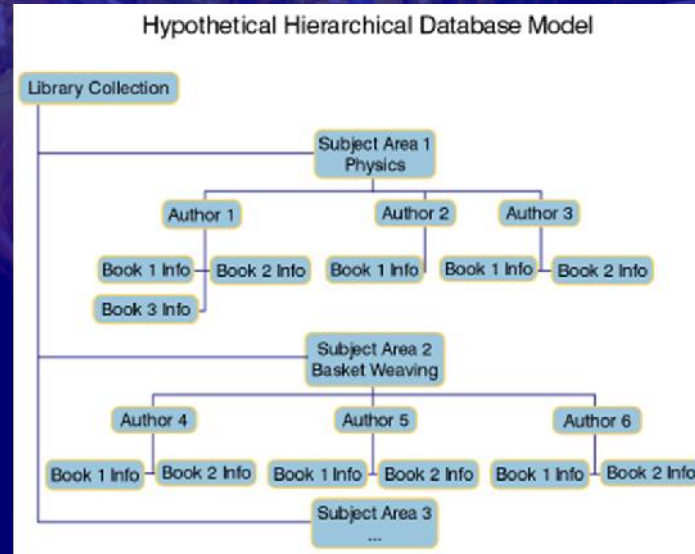 Hypothetical Hierarchical Database Model
Library Collection
Subject Area 1
Physics
Author 1
Author 2
Author 3
Book 1 Info
Book 2 Info
Book 1 Info
Book 1 Info
Book 2 Info
Book 3 Info
Subject Area 2
Basket Weaving
Author 4
Author 5
Author 6
Book 1 Info
Book 2 Info
Book 1 Info
Book 2 Info
Book 1 Info
Book 2 Info
Subject Area 3
...